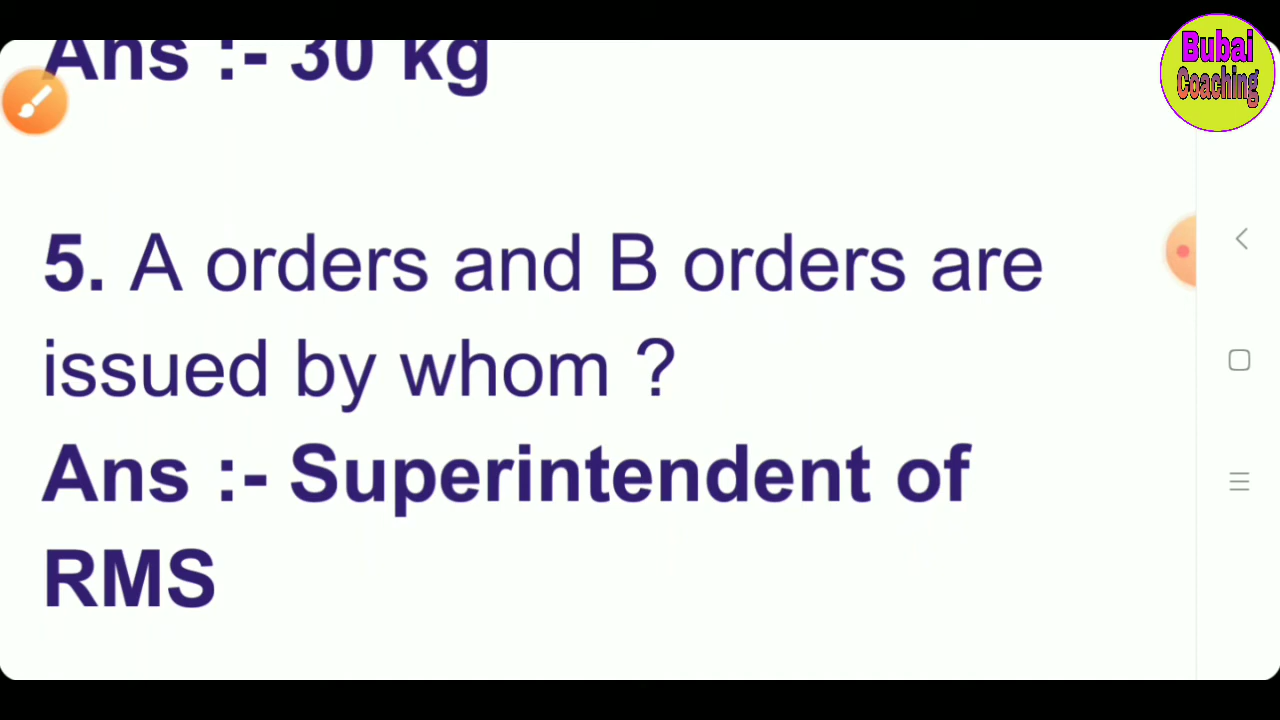 Ans :- 30 kg
Bubai
Coaching
5. A orders and B orders are
issued by whom ?
Ans :- Superintendent of
RMS